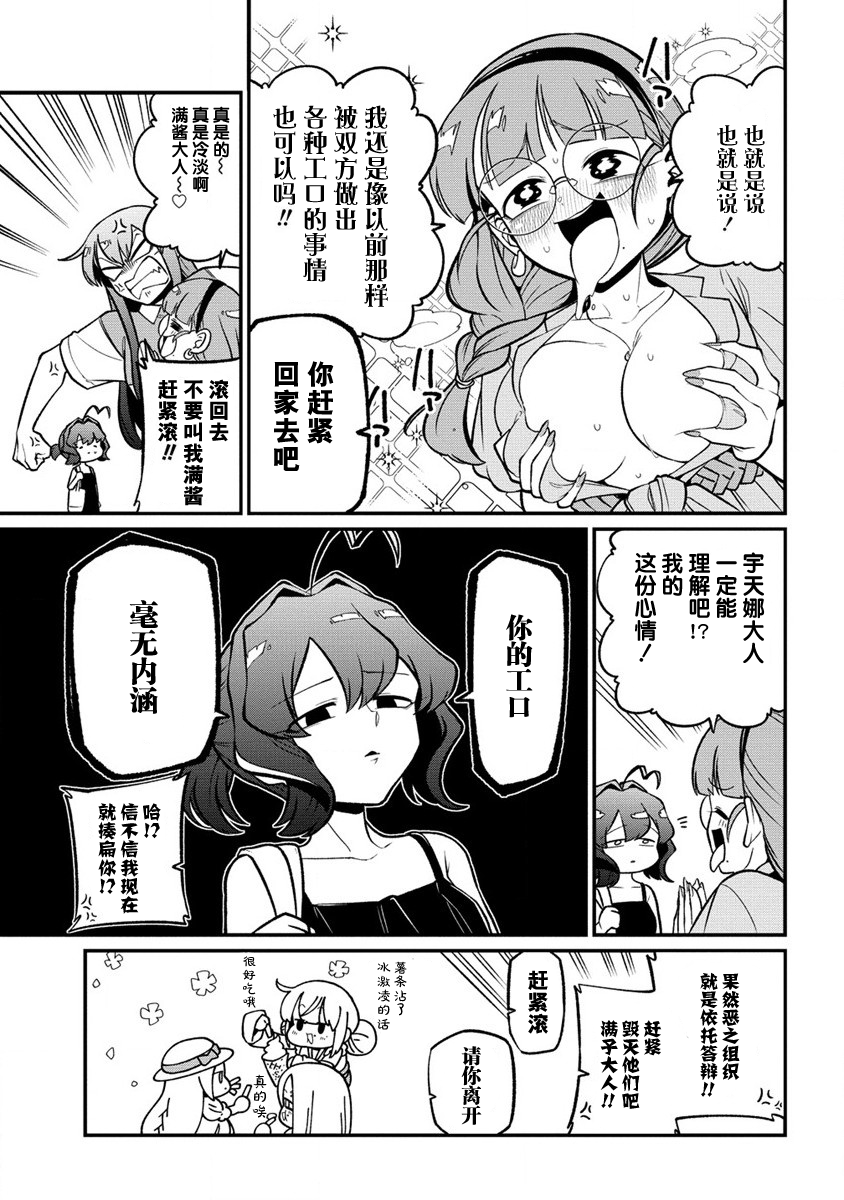 也就是说
也就是说！
我还是像以前那样
被双方做出
各种工口的事情
也可以吗!!
你赶紧
回家去吧
真是的~
真是冷淡啊
满酱大人~♡
滚回去
不要叫我满酱
赶紧滚!!
宇天娜大人
一定能
理解吧!?
我的
这份心情！
你的工口
毫无内涵
哈!?
信不信我现在
就揍扁你!?
果然恶之组织
就是依托答辩!!
赶紧
毁灭他们吧
满子大人!!
赶紧滚
请你离开
薯条沾了
冰激凌的话
很好吃哦
真的唉